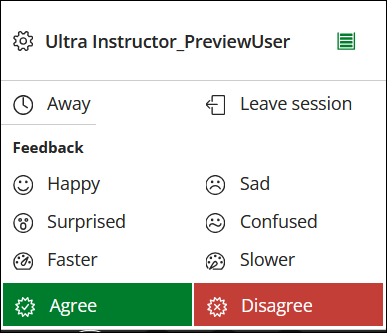 Ultra Instructor_PreviewUser
Away Leave session
Feedback
Happy Sad
Surprised Confused
Faster Slower
Agree Disagree